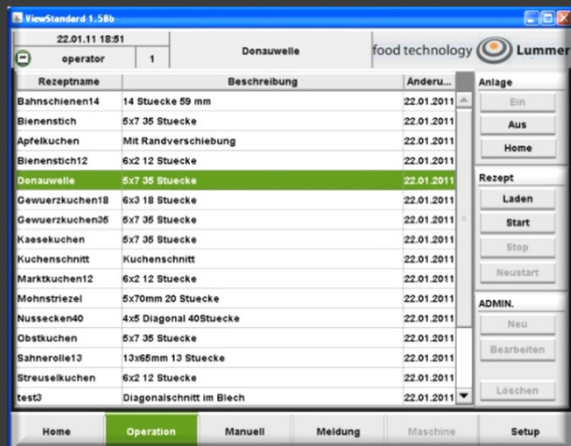 ViewStandard 1.58b
22.01.11 18:51
operator 1
Donauwelle
food technology Lummer
Rezeptname Beschreibung Änderu...
Bahnschienen14 14 Stuecke 59 mm 22.01.2011
Bienenstich 5x7 35 Stuecke 22.01.2011
Apfelkuchen Mit Randverschiebung 22.01.2011
Bienenstich12 6x2 12 Stuecke 22.01.2011
Donauwelle 5x7 35 Stuecke 22.01.2011
Gewuerzkuchen18 6x3 18 Stuecke 22.01.2011
Gewuerzkuchen35 5x7 35 Stuecke 22.01.2011
Kaesekuchen 5x7 35 Stuecke 22.01.2011
Kuchenschnitt Kuchenschnitt 22.01.2011
Marktkuchen12 6x2 12 Stuecke 22.01.2011
Mohnstriezel 5x70mm 20 Stuecke 22.01.2011
Nussecken40 4x5 Diagonal 40Stuecke 22.01.2011
Obstkuchen 5x7 35 Stuecke 22.01.2011
Sahnerolle13 13x65mm 13 Stuecke 22.01.2011
Streuselkuchen 6x2 12 Stuecke 22.01.2011
test3 Diagonalschnitt im Blech 22.01.2011
Anlage
Ein
Aus
Home
Rezept
Laden
Start
Stop
Neustart
ADMIN.
Neu
Bearbeiten
Löschen
Home Operation Manuell Meldung Maschine Setup